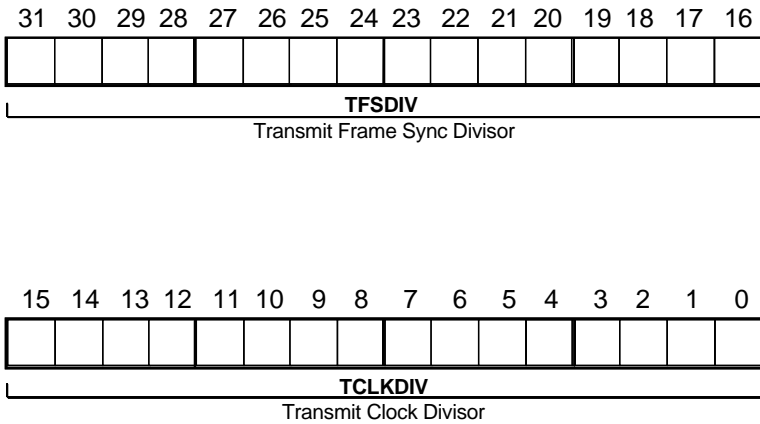 31 30 29 28 27 26 25 24 23 22 21 20 19 18 17 16
TFSDIV
Transmit Frame Sync Divisor
15 14 13 12 11 10 9 8 7 6 5 4 3 2 1 0
TCLKDIV
Transmit Clock Divisor